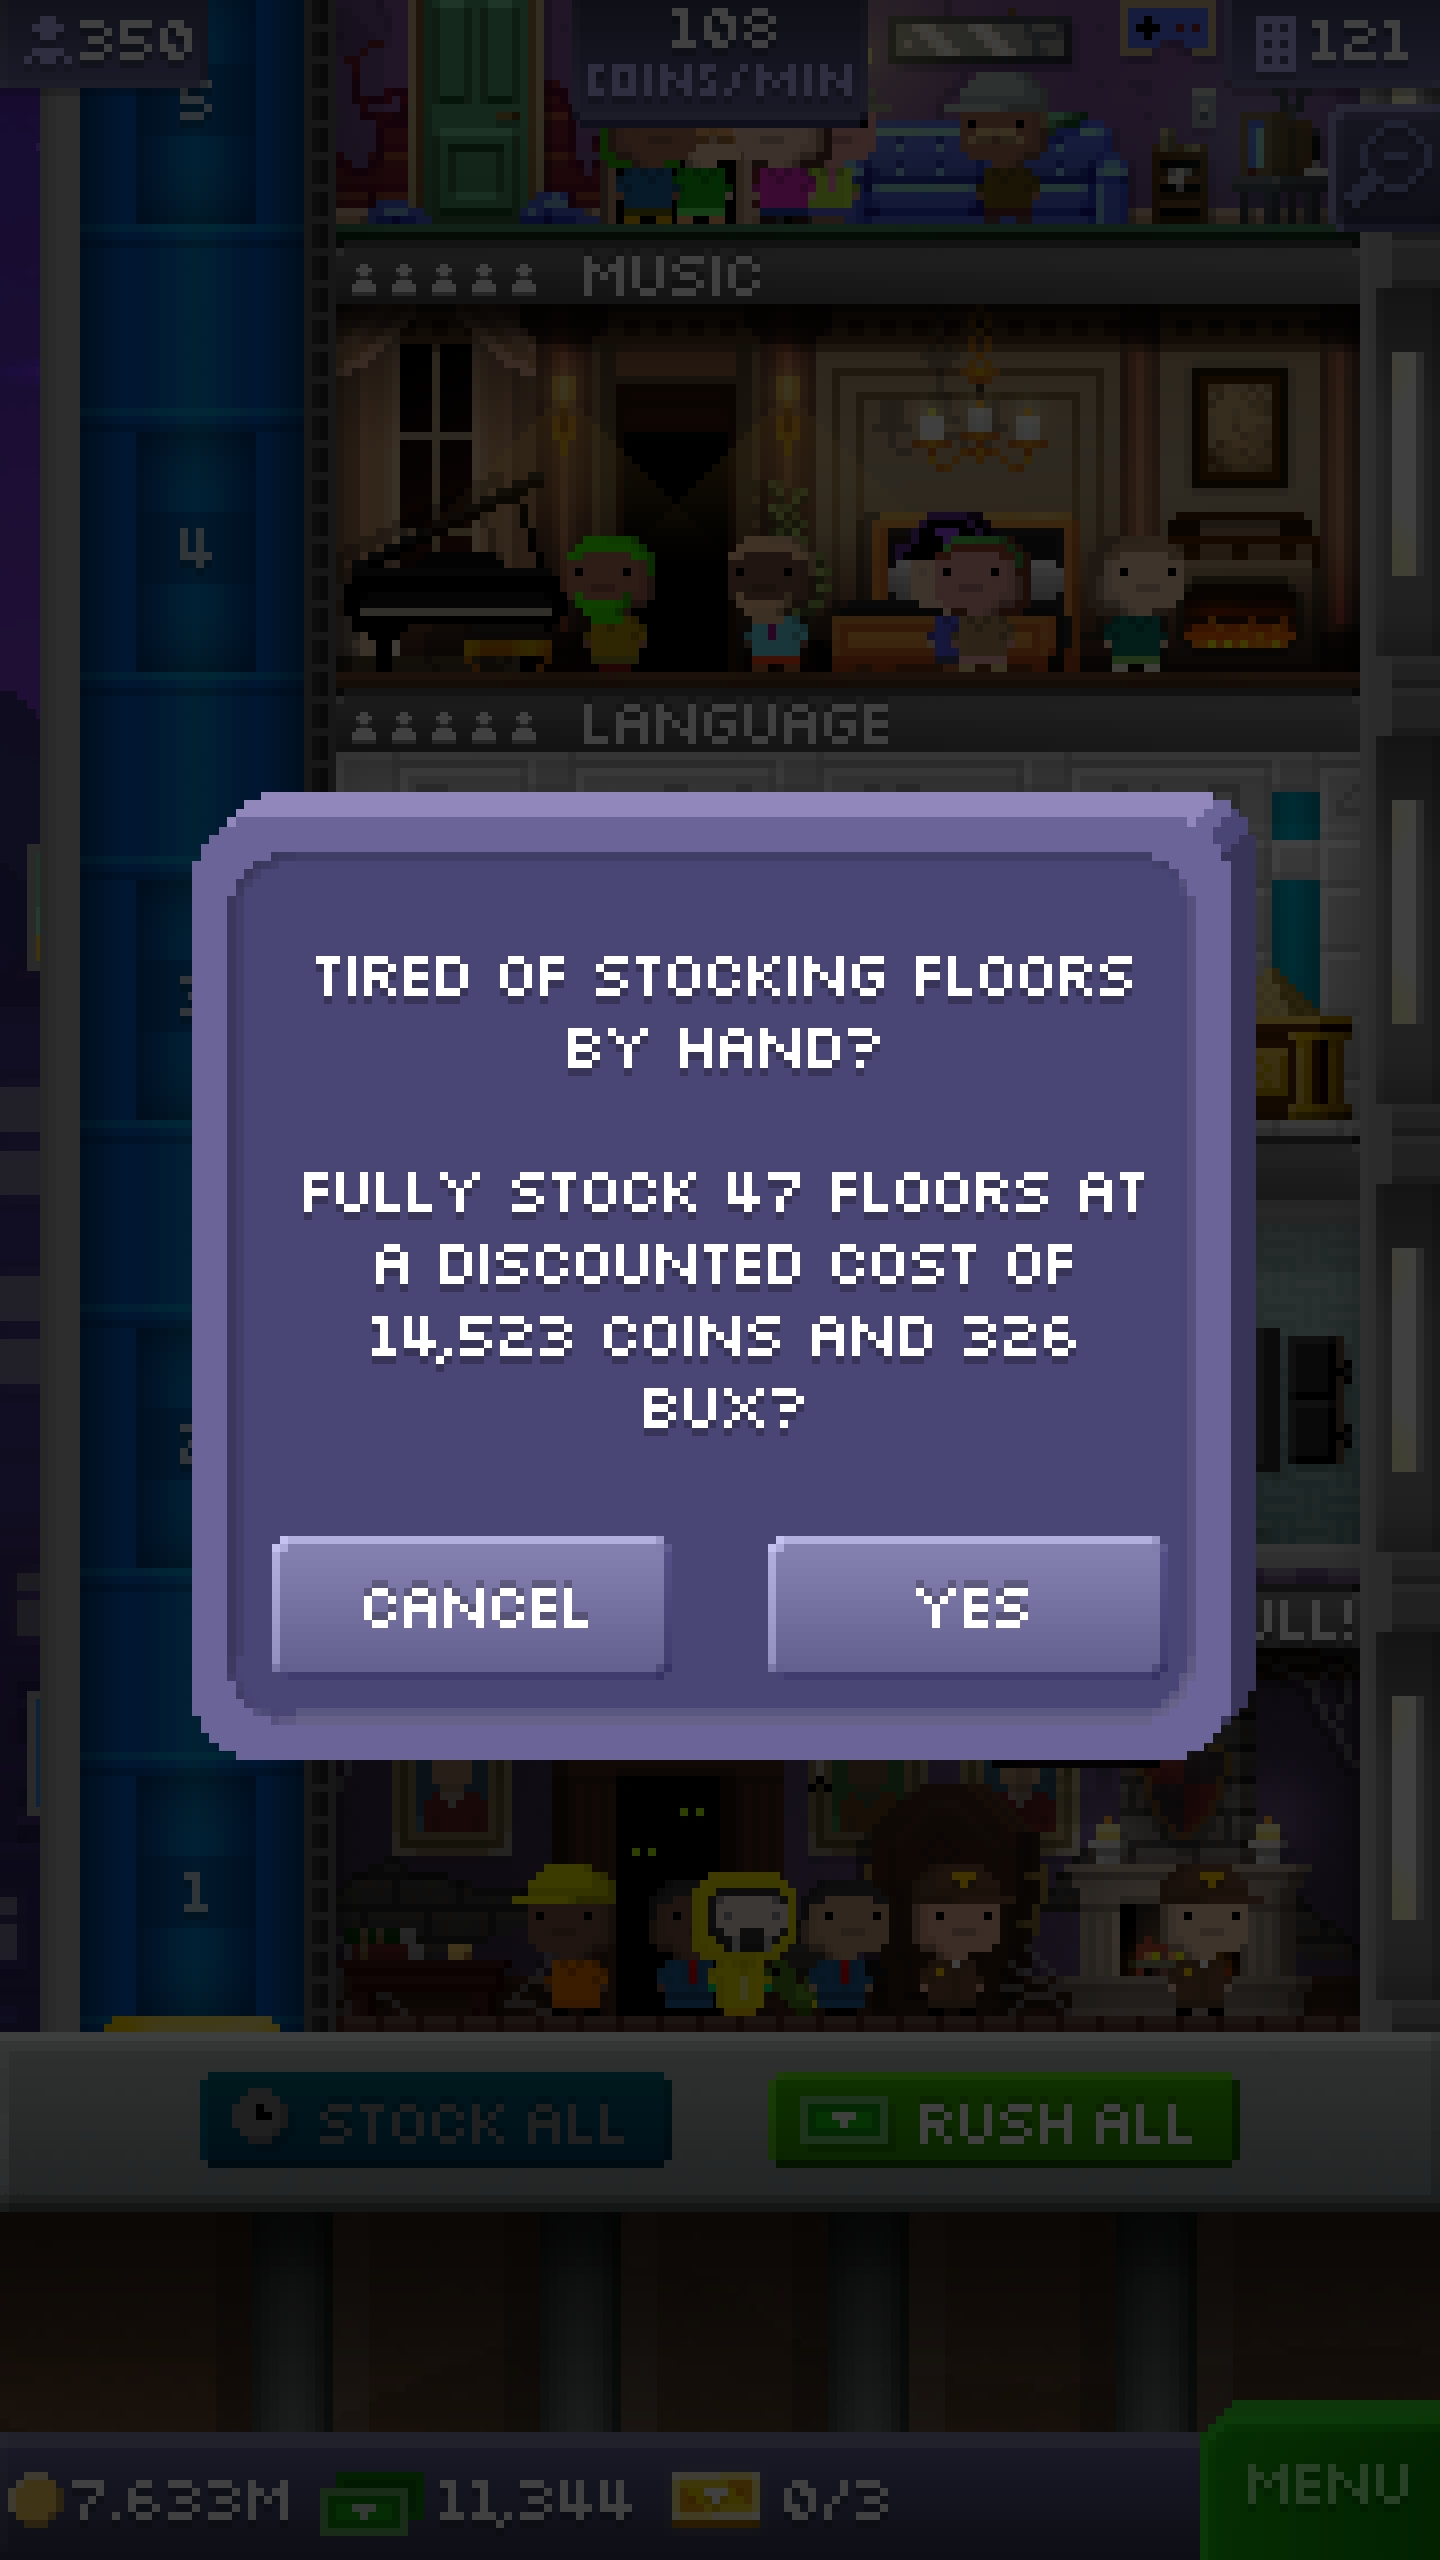 350
108
COINS/MIN
121
5
MUSIC
4
LANGUAGE
TIRED OF STOCKING FLOORS
BY HAND?
FULLY STOCK 47 FLOORS AT
A DISCOUNTED COST OF
14,523 COINS AND 326
BUX?
CANCEL
YES
1
STOCK ALL
RUSH ALL
7.633M
11,344
0/3
MENU